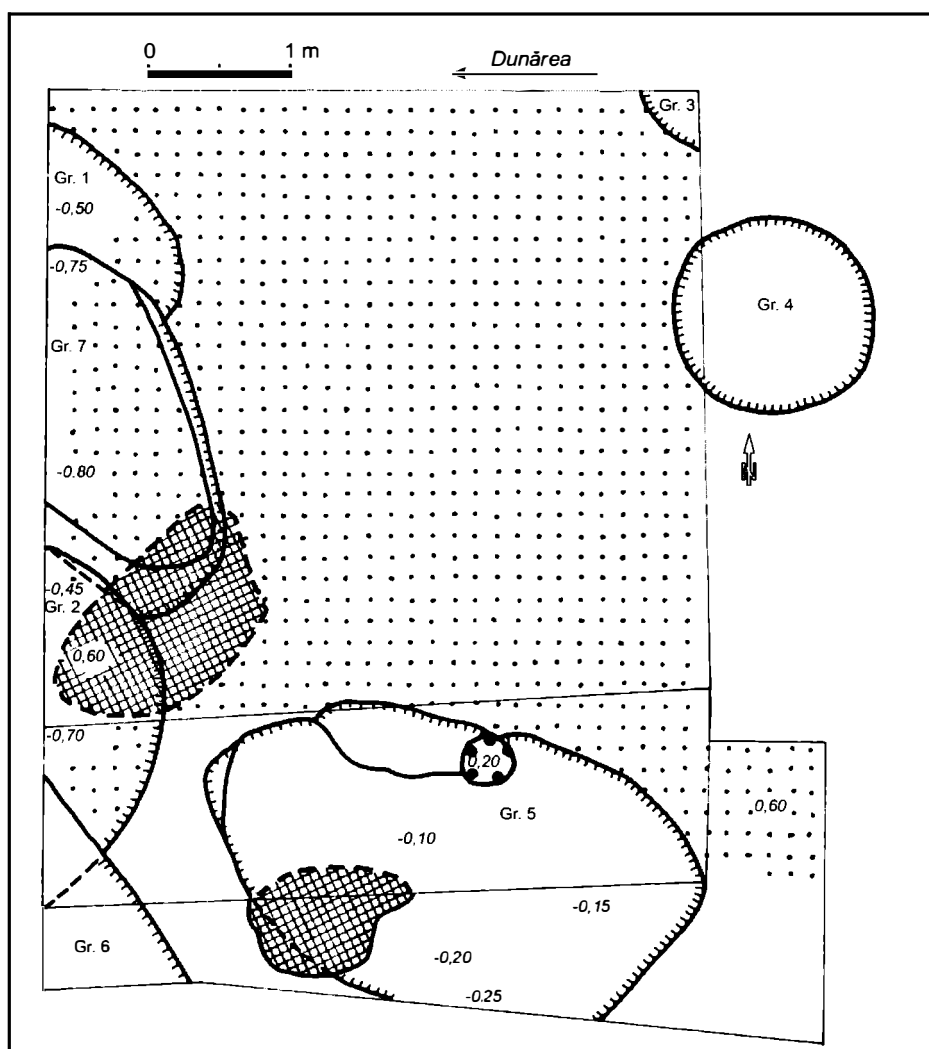 0 1 m
Dunărea
Gr. 3
Gr. 1
-0,50
-0,75
Gr. 4
Gr. 7
N
-0.80
-0,45
Gr. 2
0,60
-0,70
0,20
Gr. 5
0,60
-0,10
-0,15
Gr. 6
-0,20
-0.25